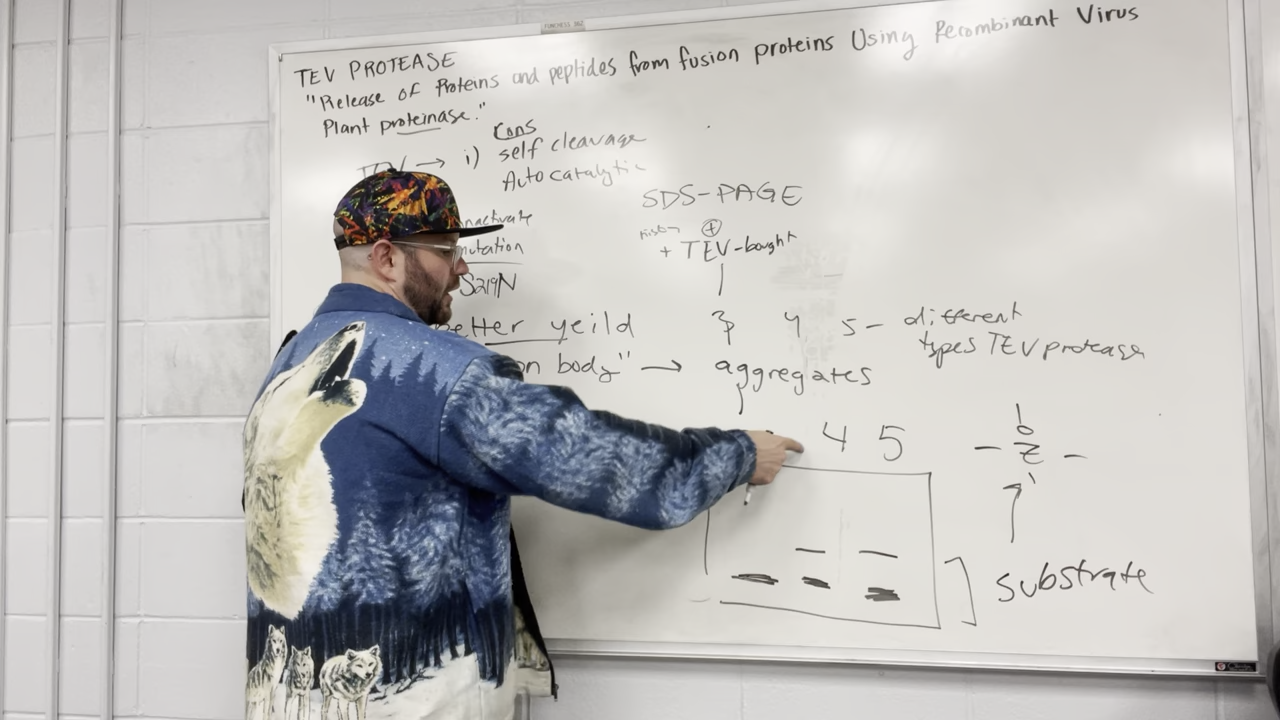 TEV PROTEASE
"Release of Proteins and peptides from fusion proteins Using Recombinant Virus
Plant proteinase."
Cons
TEV → i) self cleavage
Autocatalytic
SDS-PAGE
+
+ TEV-bought
mutation
S219N
better yeild
3 4 5 - different
types TEV protease
on body" → aggregates
4 5
substrate